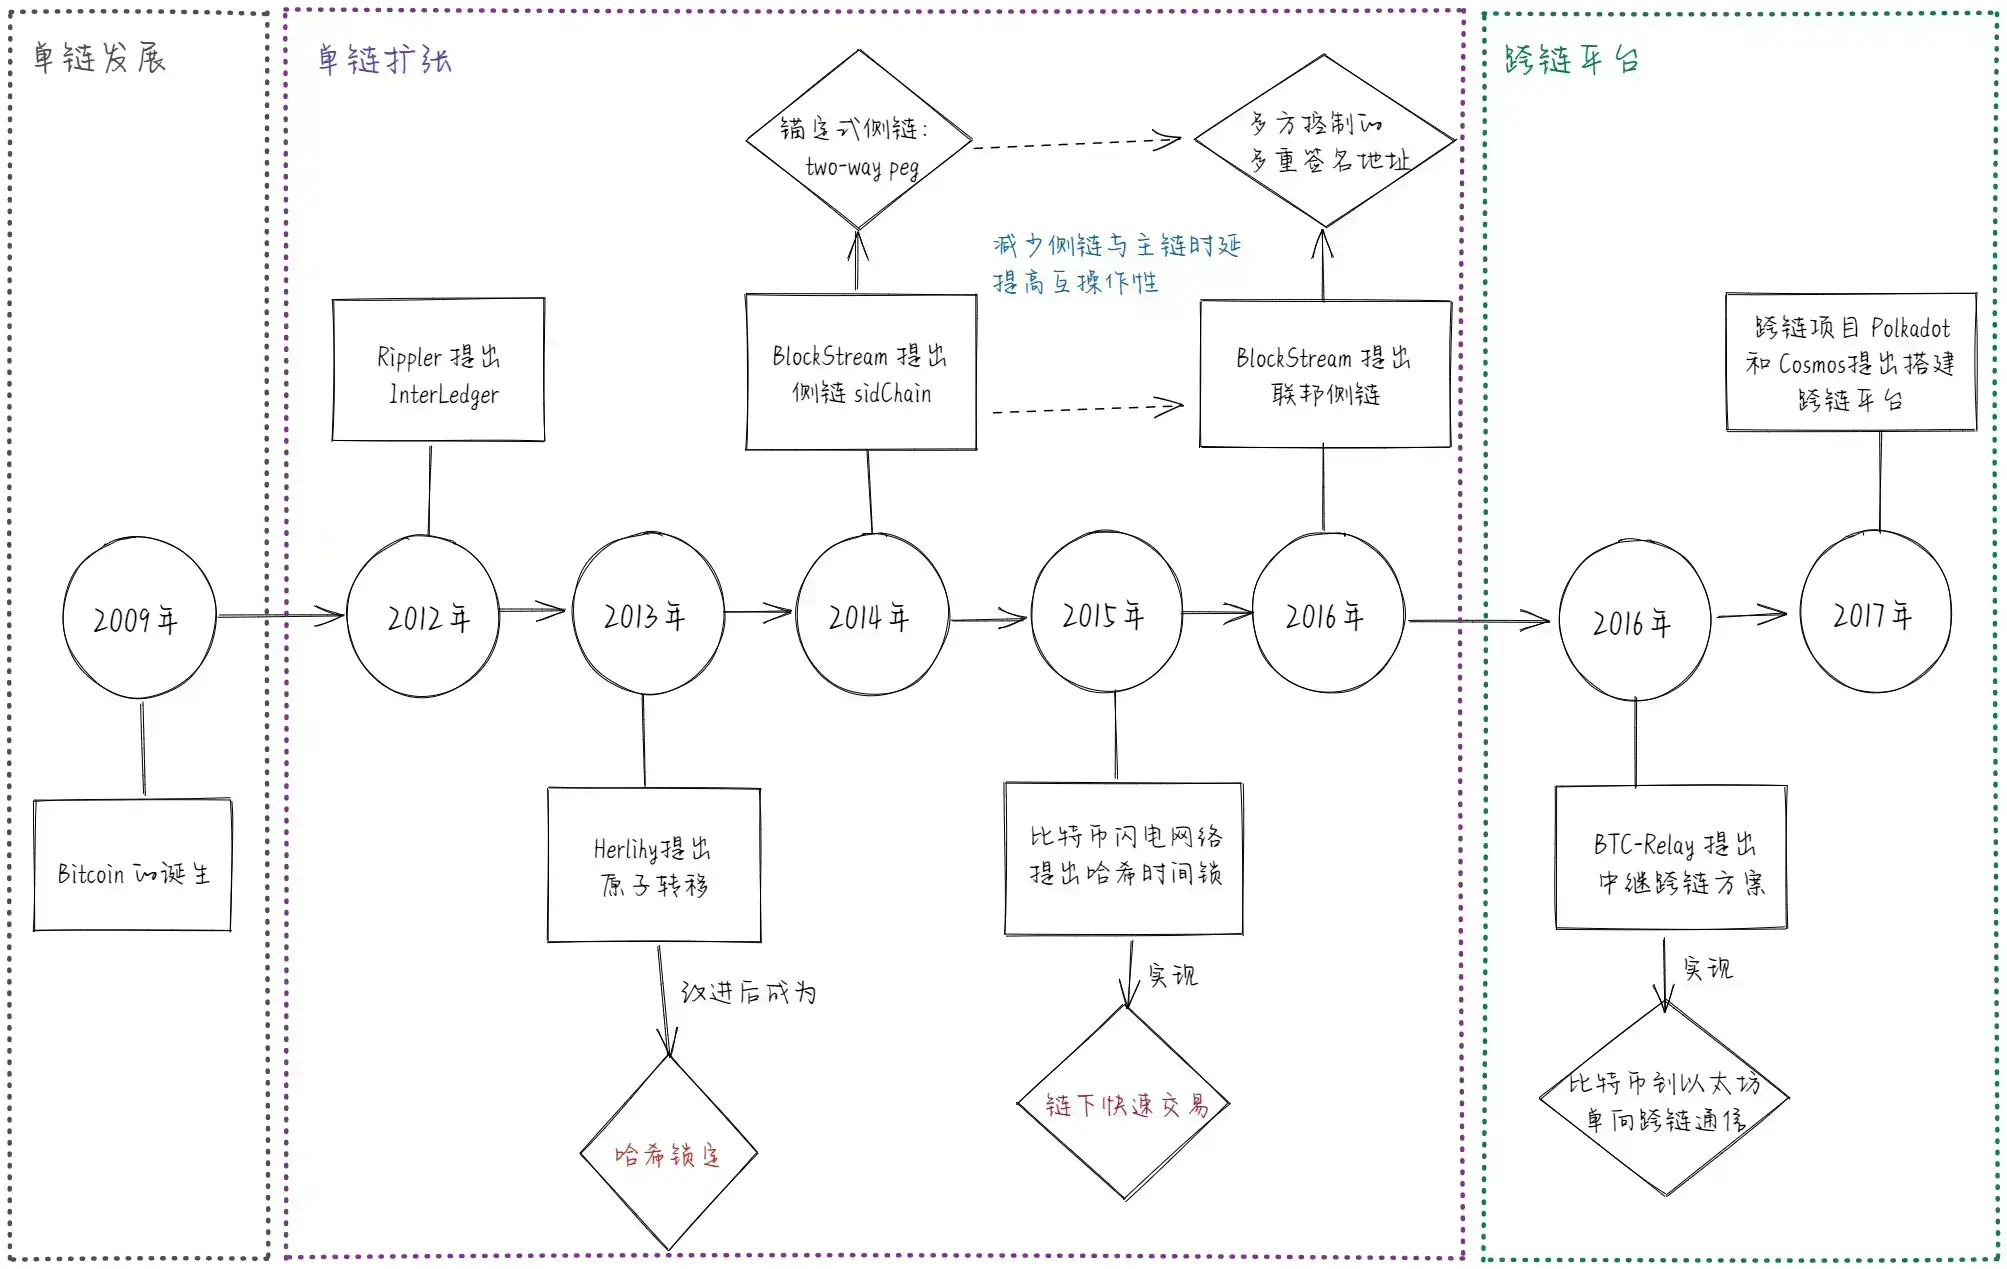 单链发展
单链扩张
跨链平台
锚定式侧链:
two-way peg
多方控制的
多重签名地址
减少侧链与主链时延
提高互操作性
Rippler 提出
InterLedger
BlockStream 提出
侧链 sidChain
BlockStream 提出
联邦侧链
跨链项目 Polkadot
和 Cosmos提出搭建
跨链平台
2009年
2012年
2013年
2014年
2015年
2016年
2016年
2017年
Bitcoin 的诞生
Herlihy提出
原子转移
比特币闪电网络
提出哈希时间锁
BTC-Relay 提出
中继跨链方案
改进后成为
实现
实现
哈希锁定
链下快速交易
比特币到以太坊
单向跨链通信